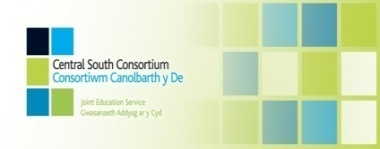 Central South Consortium
Consortiwm Canolbarth y De
Joint Education Service
Gwasanaeth Addysg ar y Cyd